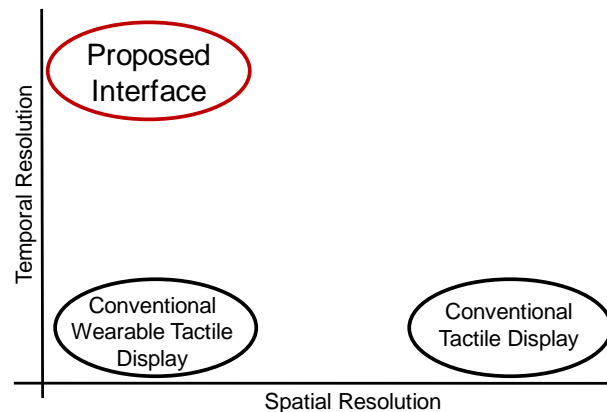 Proposed
Interface
Temporal Resolution
Conventional
Wearable Tactile
Display
Conventional
Tactile Display
Spatial Resolution